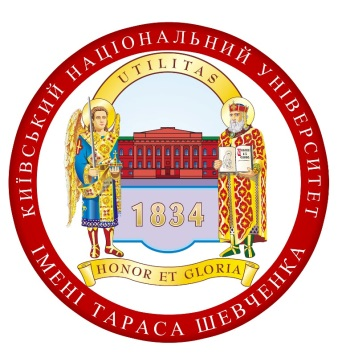 КИЇВСЬКИЙ НАЦІОНАЛЬНИЙ УНІВЕРСИТЕТ
ІМЕНІ ТАРАСА ШЕВЧЕНКА
UTILITAS
1834
HONOR ET GLORIA